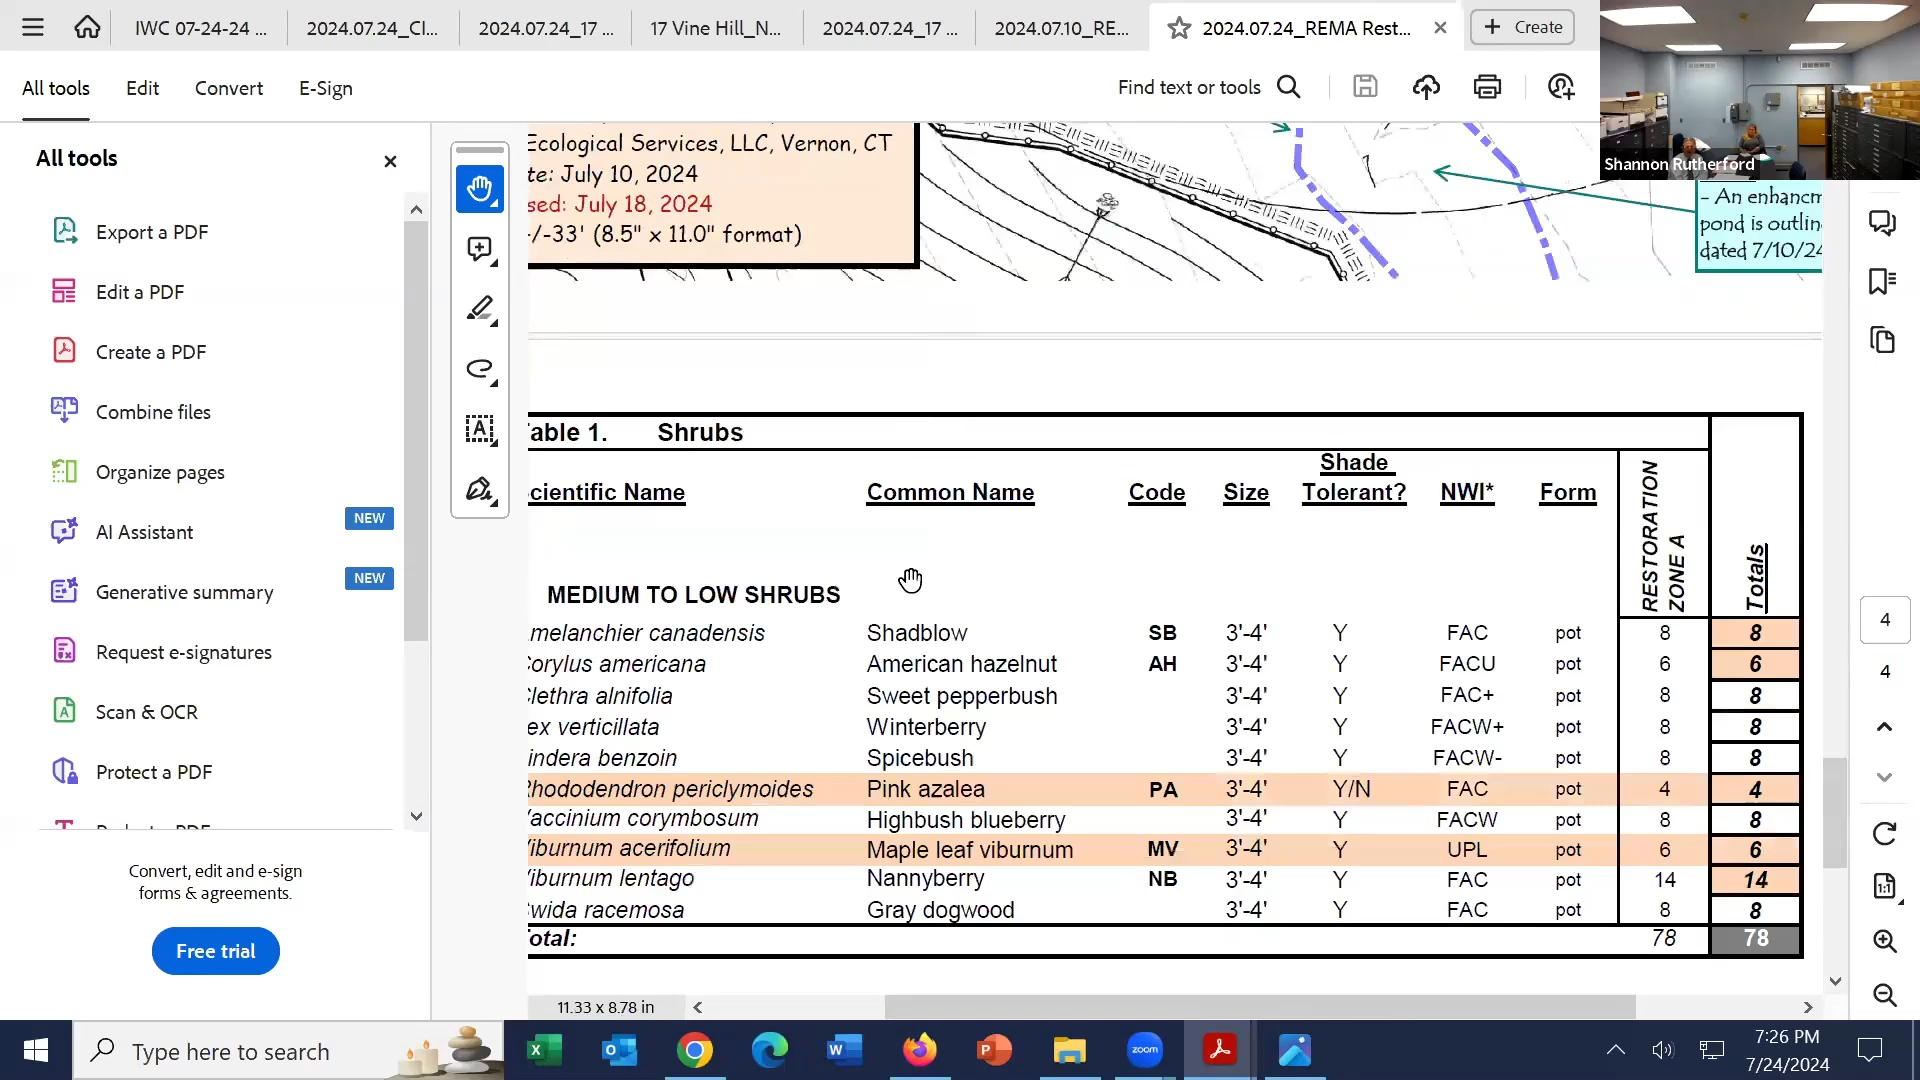 IWC 07-24-24 ...
2024.07.24_CI...
2024.07.24_17 ...
17 Vine Hill_N...
2024.07.24_17 ...
2024.07.10_RE...
2024.07.24_REMA Rest...
Create
All tools
Edit
Convert
E-Sign
Find text or tools
Shannon Rutherford
All tools
Export a PDF
Edit a PDF
Create a PDF
Combine files
Organize pages
AI Assistant
NEW
Generative summary
NEW
Request e-signatures
Scan & OCR
Protect a PDF
Convert, edit and e-sign
forms & agreements.
Free trial
Ecological Services, LLC, Vernon, CT
te: July 10, 2024
sed: July 18, 2024
/-33' (8.5" x 11.0" format)
- An enhancm
pond is outlin
dated 7/10/24
able 1. Shrubs
cientific Name Common Name Code Size Shade Tolerant? NWI* Form RESTORATION ZONE A Totals
MEDIUM TO LOW SHRUBS
melanchier canadensis Shadblow SB 3'-4' Y FAC pot 8 8
orylus americana American hazelnut AH 3'-4' Y FACU pot 6 6
lethra alnifolia Sweet pepperbush 3'-4' Y FAC+ pot 8 8
ex verticillata Winterberry 3'-4' Y FACW+ pot 8 8
indera benzoin Spicebush 3'-4' Y FACW- pot 8 8
Rhododendron periclymoides Pink azalea PA 3'-4' Y/N FAC pot 4 4
accinium corymbosum Highbush blueberry 3'-4' Y FACW pot 8 8
iburnum acerifolium Maple leaf viburnum MV 3'-4' Y UPL pot 6 6
iburnum lentago Nannyberry NB 3'-4' Y FAC pot 14 14
wida racemosa Gray dogwood 3'-4' Y FAC pot 8 8
otal: 78 78
11.33 x 8.78 in
4
4
1:1
Type here to search
zoom
7:26 PM
7/24/2024